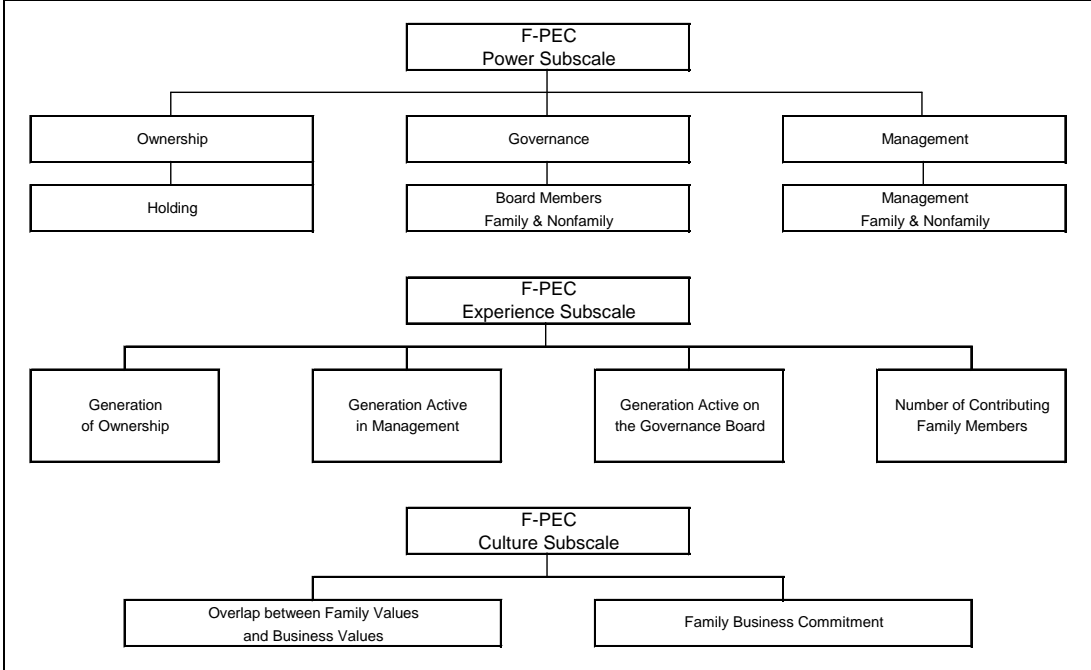 F-PEC
Power Subscale
Ownership
Governance
Management
Holding
Board Members
Family & Nonfamily
Management
Family & Nonfamily
F-PEC
Experience Subscale
Generation
of Ownership
Generation Active
in Management
Generation Active on
the Governance Board
Number of Contributing
Family Members
F-PEC
Culture Subscale
Overlap between Family Values
and Business Values
Family Business Commitment